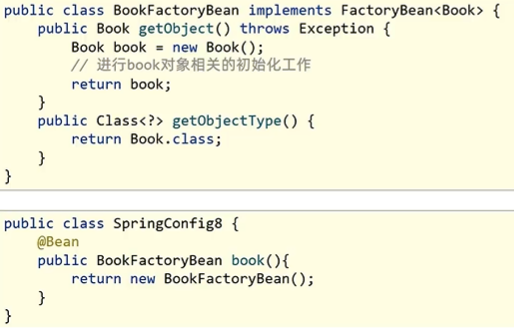 public class BookFactoryBean implements FactoryBean<Book> {
    public Book getObject() throws Exception {
        Book book = new Book();
        // 进行book对象相关的初始化工作
        return book;
    }
    public Class<?> getObjectType() {
        return Book.class;
    }
}
public class SpringConfig8 {
    @Bean
    public BookFactoryBean book(){
        return new BookFactoryBean();
    }
}